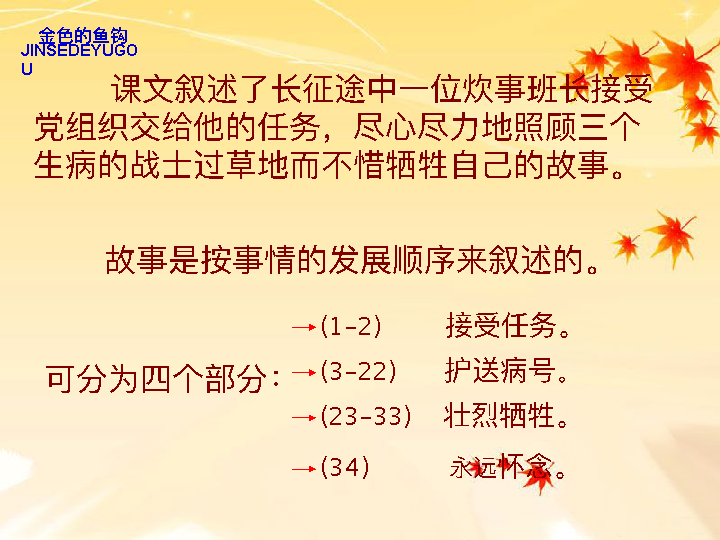 金色的鱼钩
JINSEDEYUGO
U
课文叙述了长征途中一位炊事班长接受
党组织交给他的任务，尽心尽力地照顾三个
生病的战士过草地而不惜牺牲自己的故事。
故事是按事情的发展顺序来叙述的。
可分为四个部分：
(1-2) 接受任务。
(3-22) 护送病号。
(23-33) 壮烈牺牲。
(34) 永远怀念。